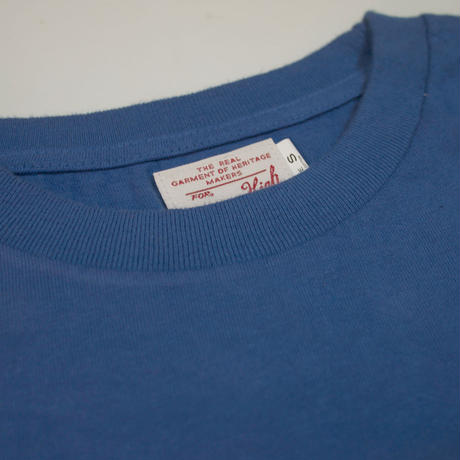 THE REAL
GARMENT OF HERITAGE
MAKERS
FOR
High
S